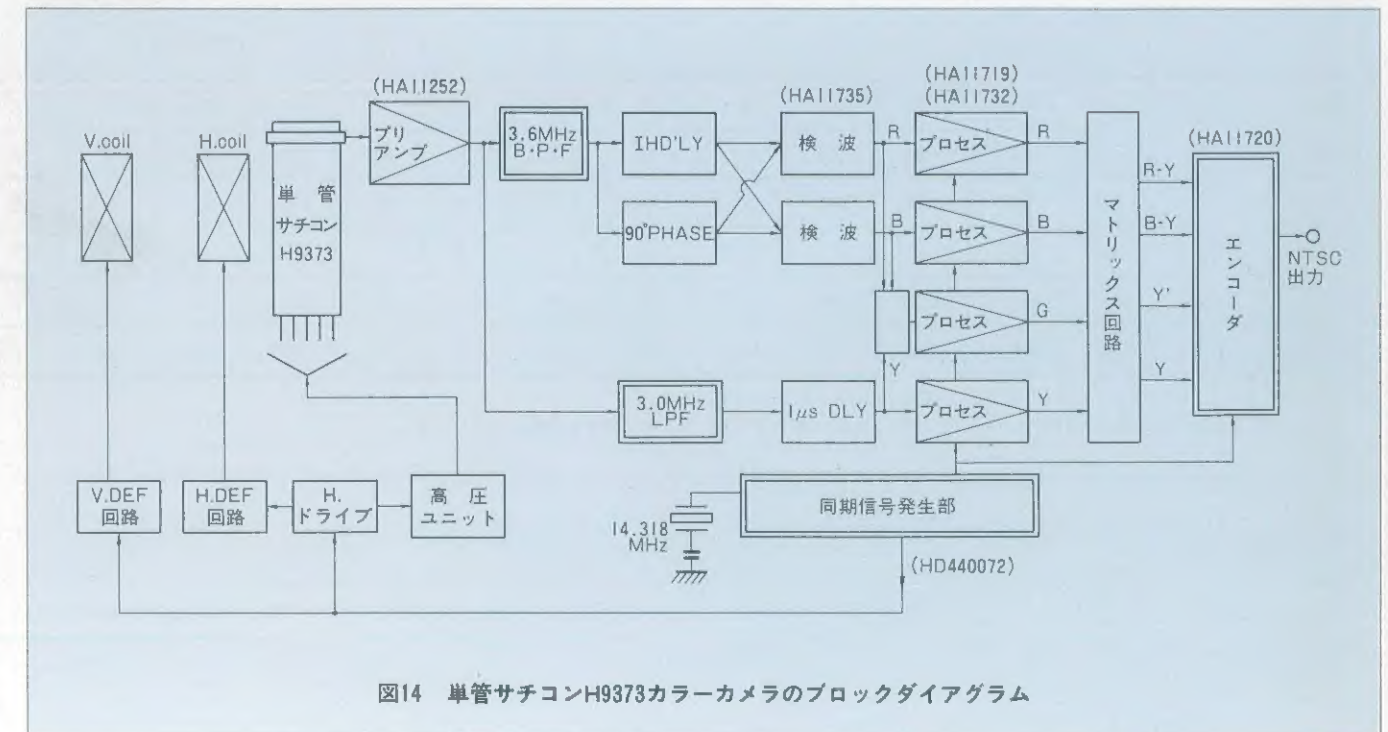 (HA11252)
(HA11735)
(HA11719)
(HA11732)
(HA11720)
V.coil
H.coil
単管
サチコン
H9373
プリ
アンプ
3.6MHz
B・P・F
1HD'LY
90°PHASE
検波
検波
R
B
Y
プロセス
プロセス
プロセス
プロセス
R
B
G
Y
マトリックス回路
R-Y
B-Y
Y'
Y
エンコーダ
NTSC
出力
3.0MHz
LPF
1μs DLY
V.DEF
回路
H.DEF
回路
H.
ドライブ
高圧
ユニット
14.318
MHz
同期信号発生部
(HD440072)
図14 単管サチコンH9373カラーカメラのブロックダイアグラム